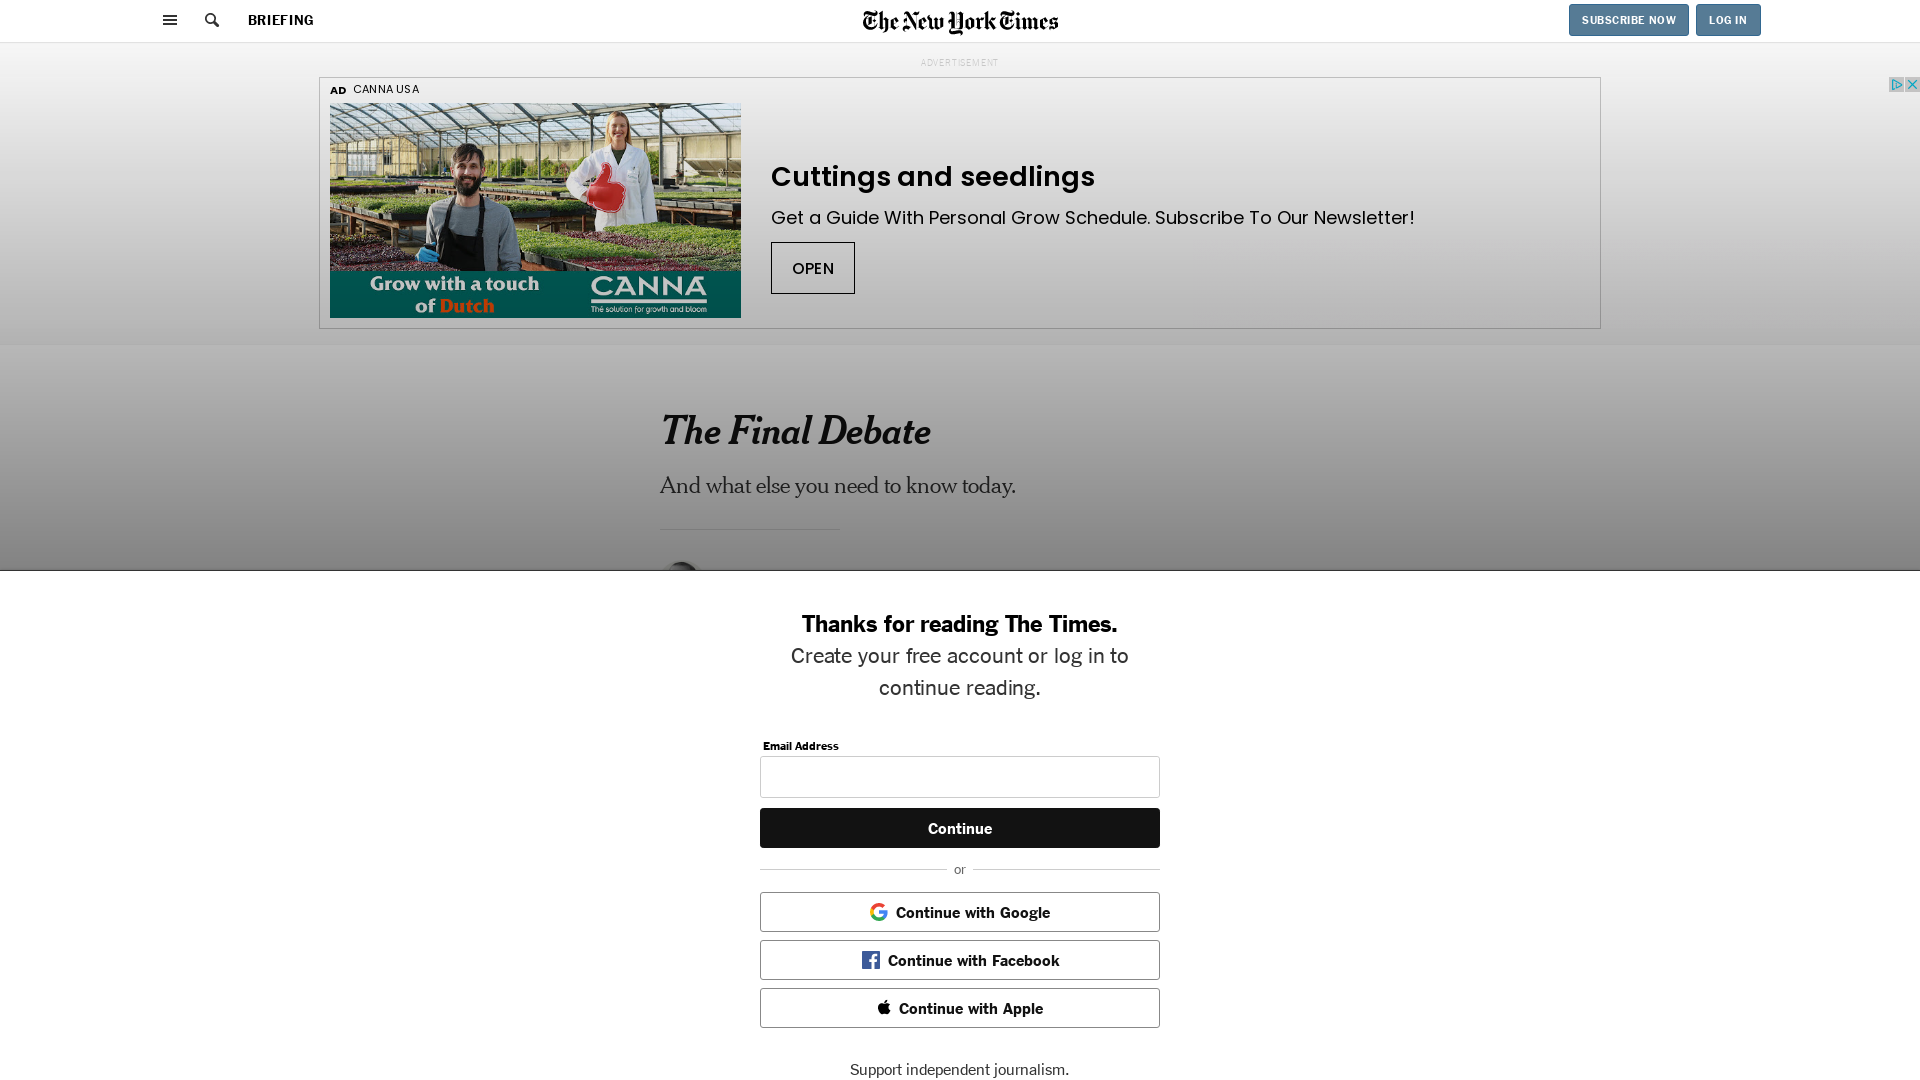 BRIEFING
The New York Times
SUBSCRIBE NOW
LOG IN
ADVERTISEMENT
AD CANNA USA
Grow with a touch
of Dutch
CANNA
The solution for growth and bloom
Cuttings and seedlings
Get a Guide With Personal Grow Schedule. Subscribe To Our Newsletter!
OPEN
The Final Debate
And what else you need to know today.
Thanks for reading The Times.
Create your free account or log in to
continue reading.
Email Address
Continue
or
Continue with Google
Continue with Facebook
Continue with Apple
Support independent journalism.